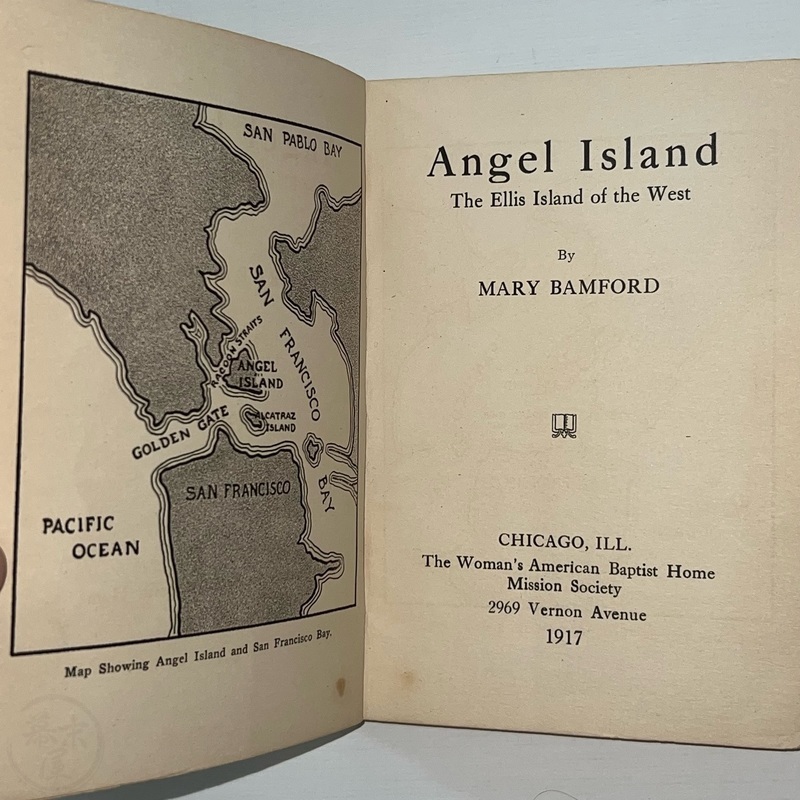 SAN PABLO BAY
SAN FRANCISCO BAY
RACOON STRAITS
ANGEL
ISLAND
ALCATRAZ
ISLAND
GOLDEN GATE
SAN FRANCISCO
PACIFIC
OCEAN
Map Showing Angel Island and San Francisco Bay.
Angel Island
The Ellis Island of the West
By
MARY BAMFORD
CHICAGO, ILL.
The Woman's American Baptist Home
Mission Society
2969 Vernon Avenue
1917